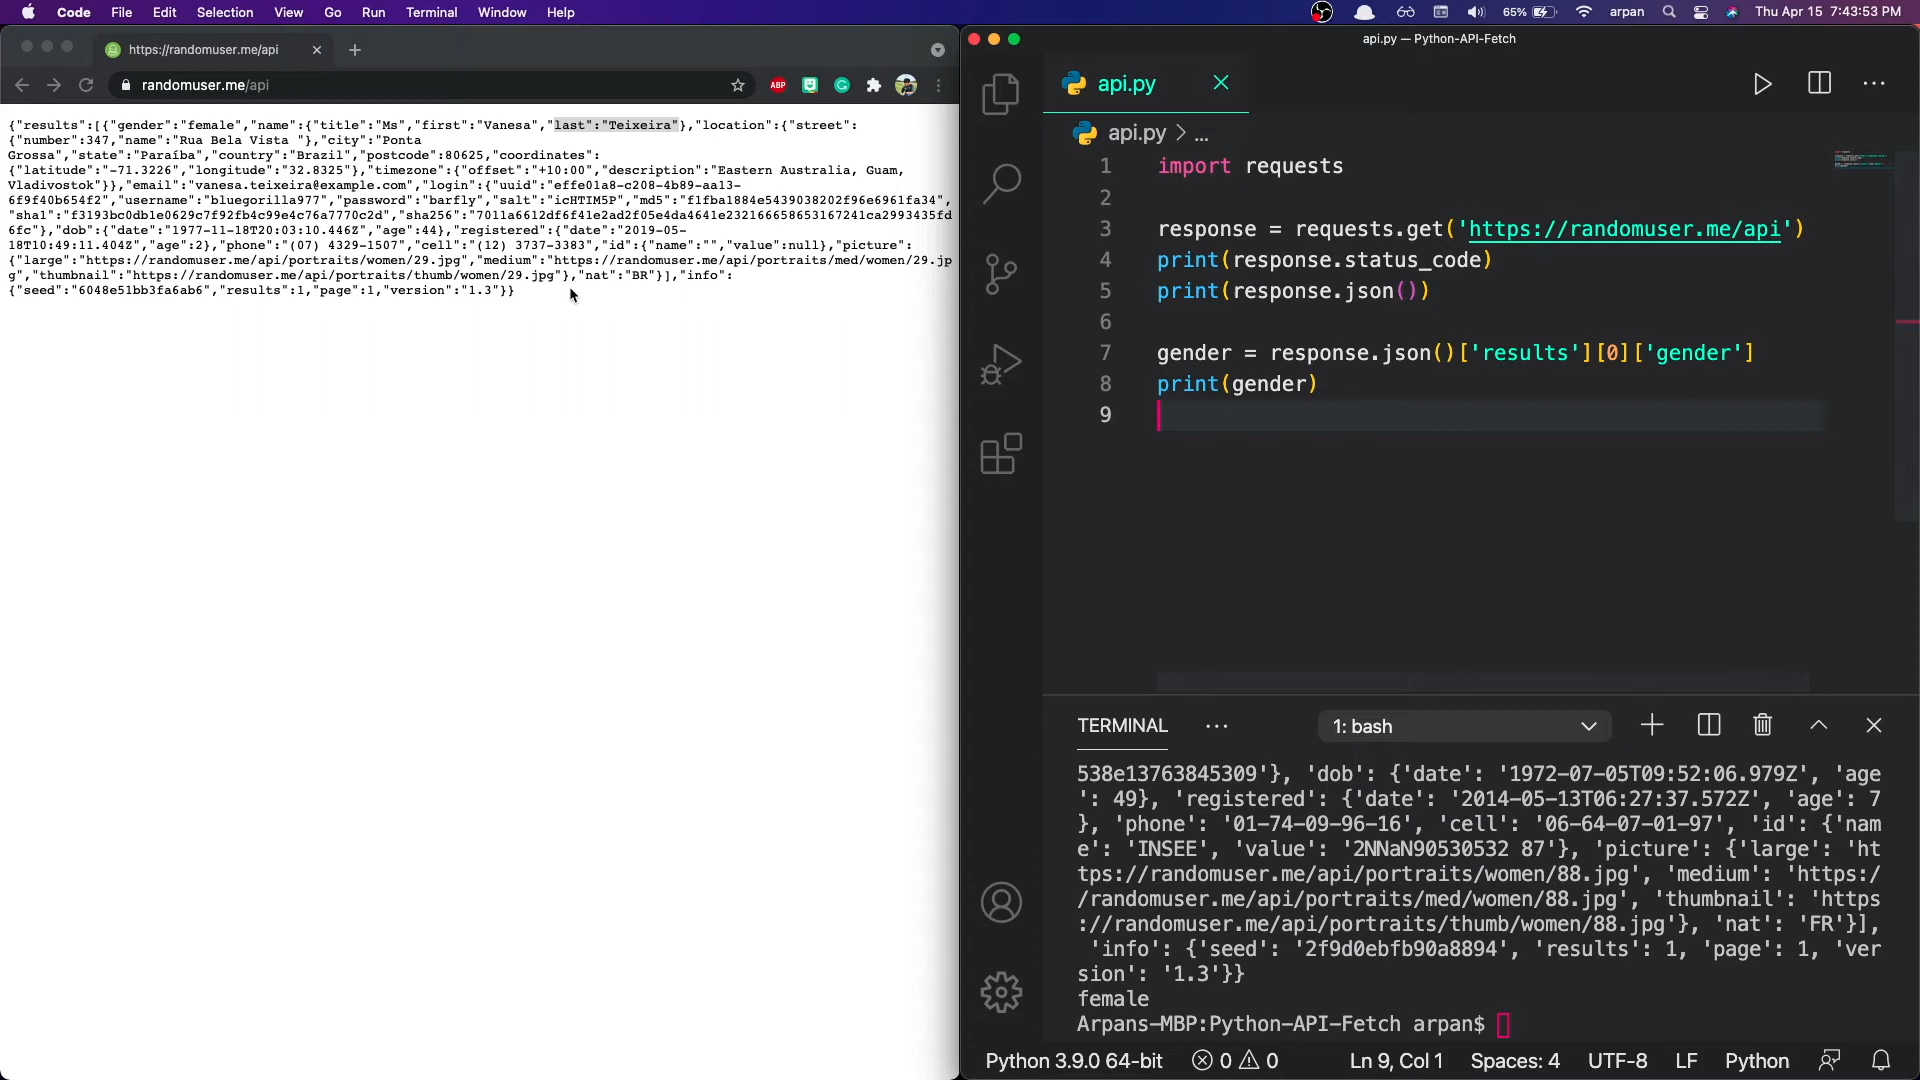 Code File Edit Selection View Go Run Terminal Window Help 65% arpan Thu Apr 15 7:43:53 PM
https://randomuser.me/api
randomuser.me/api
ABP
{"results":[{"gender":"female","name":{"title":"Ms","first":"Vanesa","last":"Teixeira"},"location":{"street":
{"number":347,"name":"Rua Bela Vista "},"city":"Ponta
Grossa","state":"Paraíba","country":"Brazil","postcode":80625,"coordinates":
{"latitude":"-71.3226","longitude":"32.8325"},"timezone":{"offset":"+10:00","description":"Eastern Australia, Guam,
Vladivostok"}},"email":"vanesa.teixeira@example.com","login":{"uuid":"effe01a8-c208-4b89-aa13-
6f9f40b654f2","username":"bluegorilla977","password":"barfly","salt":"icHTIM5P","md5":"f1fba1884e5439038202f96e6961fa34",
"sha1":"f3193bc0db1e0629c7f92fb4c99e4c76a7770c2d","sha256":"7011a6612df6f41e2ad2f05e4da4641e232166658653167241ca2993435fd
6fc"},"dob":{"date":"1977-11-18T20:03:10.446Z","age":44},"registered":{"date":"2019-05-
18T10:49:11.404Z","age":2},"phone":"(07) 4329-1507","cell":"(12) 3737-3383","id":{"name":"","value":null},"picture":
{"large":"https://randomuser.me/api/portraits/women/29.jpg","medium":"https://randomuser.me/api/portraits/med/women/29.jp
g","thumbnail":"https://randomuser.me/api/portraits/thumb/women/29.jpg"},"nat":"BR"}],"info":
{"seed":"6048e51bb3fa6ab6","results":1,"page":1,"version":"1.3"}}
api.py — Python-API-Fetch
api.py
api.py > ...
1 import requests
2
3 response = requests.get('https://randomuser.me/api')
4 print(response.status_code)
5 print(response.json())
6
7 gender = response.json()['results'][0]['gender']
8 print(gender)
9
TERMINAL ··· 1: bash
538e13763845309'}, 'dob': {'date': '1972-07-05T09:52:06.979Z', 'age
': 49}, 'registered': {'date': '2014-05-13T06:27:37.572Z', 'age': 7
}, 'phone': '01-74-09-96-16', 'cell': '06-64-07-01-97', 'id': {'nam
e': 'INSEE', 'value': '2NNaN90530532 87'}, 'picture': {'large': 'ht
tps://randomuser.me/api/portraits/women/88.jpg', 'medium': 'https:/
/randomuser.me/api/portraits/med/women/88.jpg', 'thumbnail': 'https
://randomuser.me/api/portraits/thumb/women/88.jpg'}, 'nat': 'FR'}],
'info': {'seed': '2f9d0ebfb90a8894', 'results': 1, 'page': 1, 'ver
sion': '1.3'}}
female
Arpans-MBP:Python-API-Fetch arpan$
Python 3.9.0 64-bit 0 0 Ln 9, Col 1 Spaces: 4 UTF-8 LF Python